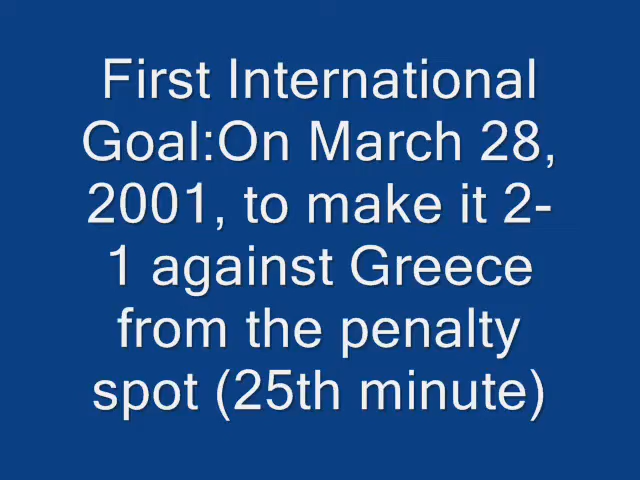 First International
Goal:On March 28,
2001, to make it 2-
1 against Greece
from the penalty
spot (25th minute)